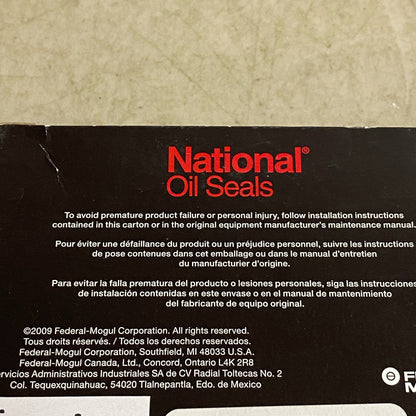 National®
Oil Seals
To avoid premature product failure or personal injury, follow installation instructions
contained in this carton or in the original equipment manufacturer's maintenance manual.
Pour éviter une défaillance du produit ou un préjudice personnel, suivre les instructions
de pose contenues dans cet emballage ou dans le manuel d'entretien
du manufacturier d'origine.
Para evitar la falla prematura del producto o lesiones personales, siga las instrucciones
de instalación contenidas en este envase o en el manual de mantenimiento
del fabricante de equipo original.
©2009 Federal-Mogul Corporation. All rights reserved.
Tous droits réservés. / Todos los derechos reservados.
Federal-Mogul Corporation, Southfield, MI 48033 U.S.A.
Federal-Mogul Canada, Ltd., Concord, Ontario L4K 2R8
ervicios Administrativos Industriales SA de CV Radial Toltecas No. 2
Col. Tequexquinahuac, 54020 Tlalnepantla, Edo. de Mexico